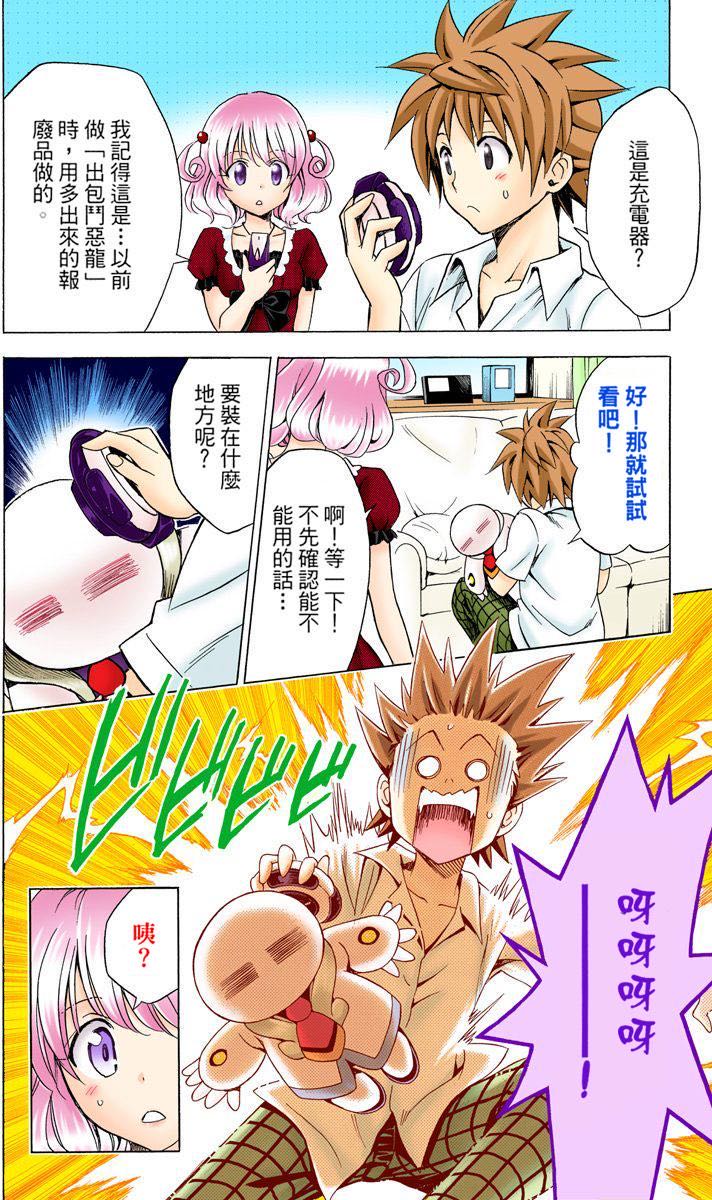 這是充電器？
我記得這是…以前
做「出包鬥惡龍」
時，用多出來的報
廢品做的。
好！那就試試
看吧！
啊！等一下！
不先確認能不
能用的話…
要裝在什麼
地方呢？
呀呀呀呀——！
ビビビビ
咦？